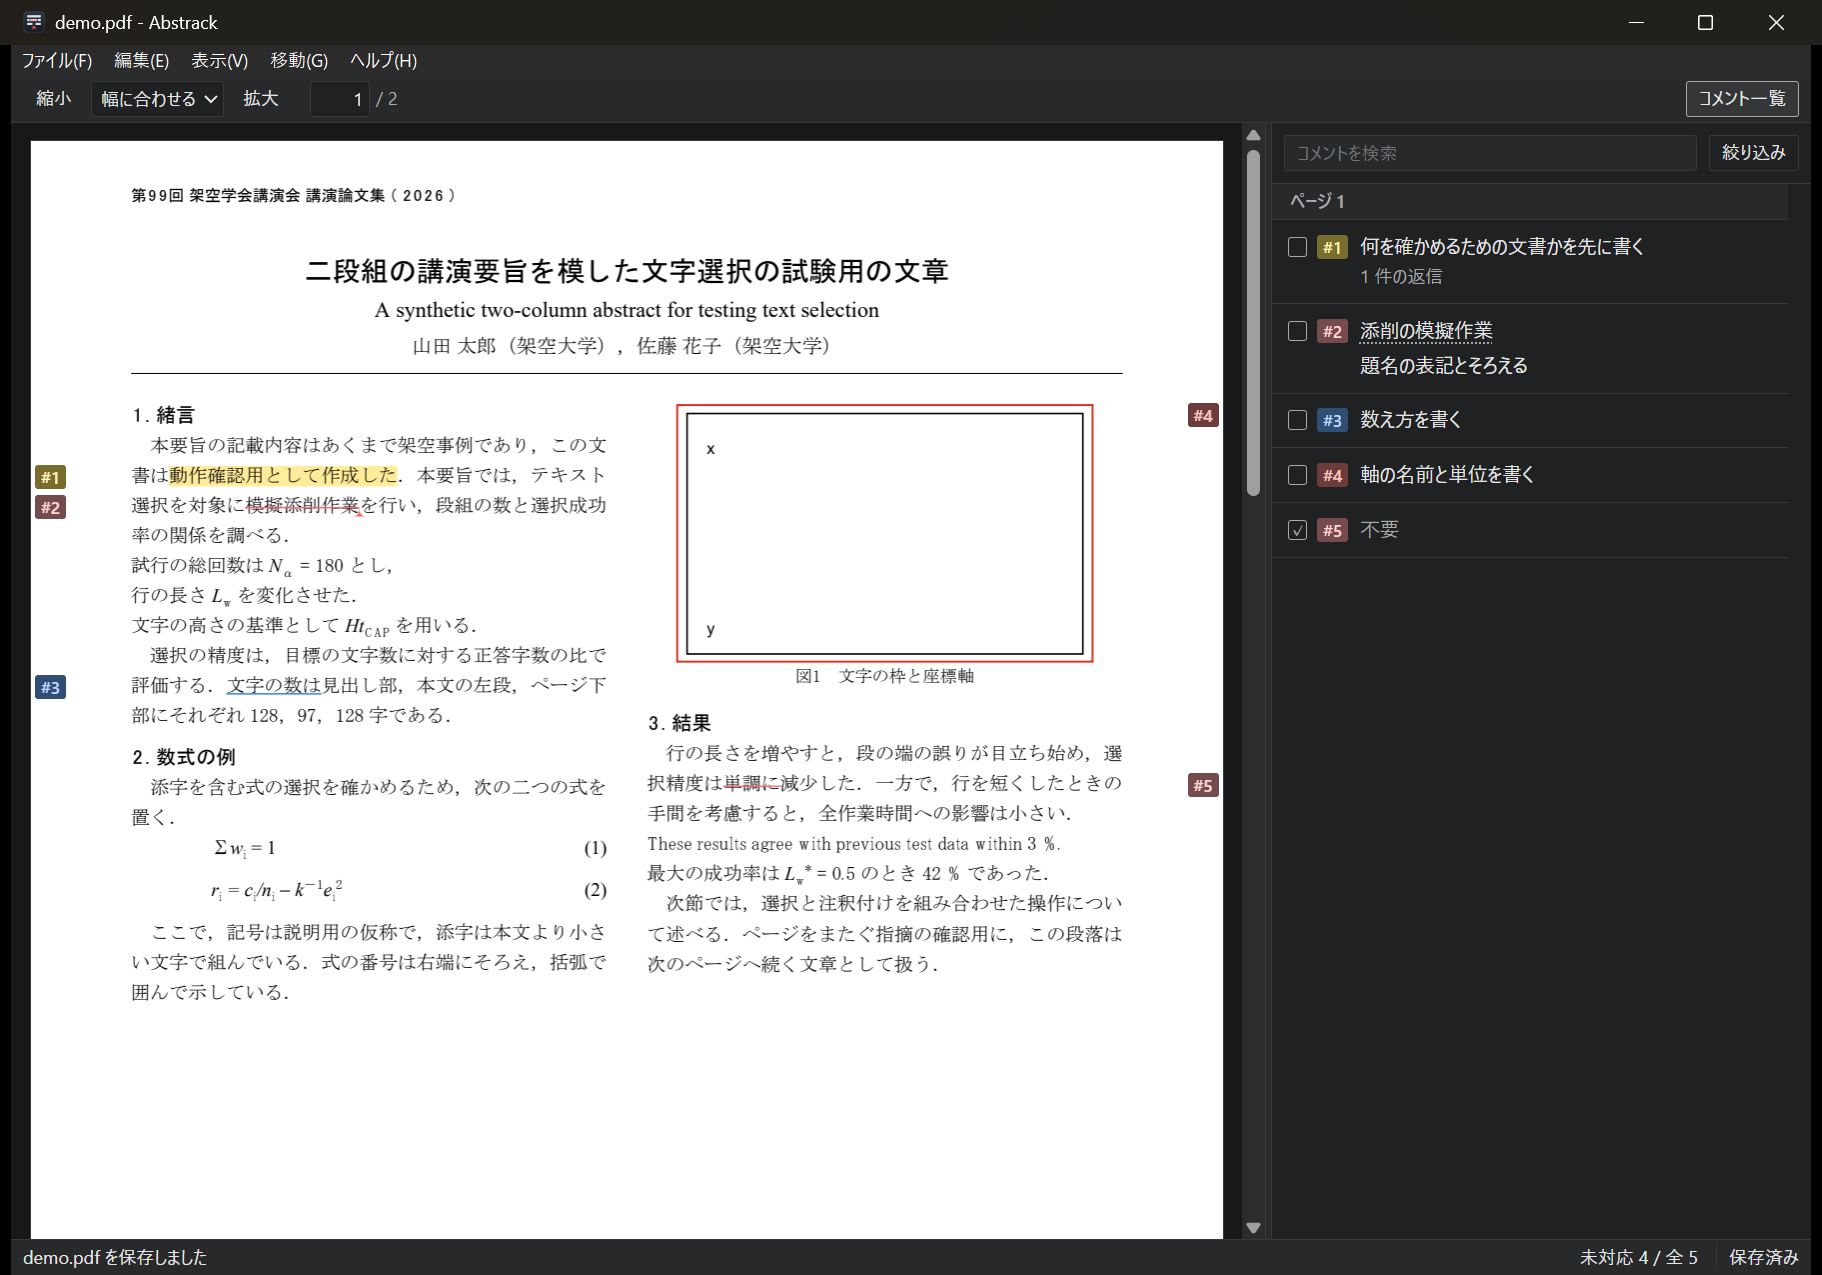 demo.pdf - Abstrack
ファイル(F) 編集(E) 表示(V) 移動(G) ヘルプ(H)
縮小 幅に合わせる 拡大 1 / 2 コメント一覧
第99回 架空学会講演会 講演論文集（2026）
二段組の講演要旨を模した文字選択の試験用の文章
A synthetic two-column abstract for testing text selection
山田 太郎（架空大学），佐藤 花子（架空大学）
1. 緒言
本要旨の記載内容はあくまで架空事例であり，この文
#1 書は動作確認用として作成した．本要旨では，テキスト
#2 選択を対象に模擬添削作業を行い，段組の数と選択成功
率の関係を調べる．
試行の総回数は Nα = 180 とし，
行の長さ Lw を変化させた．
文字の高さの基準として HtCAP を用いる．
選択の精度は，目標の文字数に対する正答字数の比で
#3 評価する．文字の数は見出し部，本文の左段，ページ下
部にそれぞれ 128，97，128 字である．
2. 数式の例
添字を含む式の選択を確かめるため，次の二つの式を
置く．
Σ wi = 1 (1)
ri = ci/ni − k−1ei2 (2)
ここで，記号は説明用の仮称で，添字は本文より小さ
い文字で組んでいる．式の番号は右端にそろえ，括弧で
囲んで示している．
#4
x
y
図1 文字の枠と座標軸
3. 結果
行の長さを増やすと，段の端の誤りが目立ち始め，選
択精度は単調に減少した．一方で，行を短くしたときの #5
手間を考慮すると，全作業時間への影響は小さい．
These results agree with previous test data within 3 %.
最大の成功率は Lw* = 0.5 のとき 42 % であった．
次節では，選択と注釈付けを組み合わせた操作につい
て述べる．ページをまたぐ指摘の確認用に，この段落は
次のページへ続く文章として扱う．
コメントを検索 絞り込み
ページ 1
#1 何を確かめるための文書かを先に書く
1 件の返信
#2 添削の模擬作業
題名の表記とそろえる
#3 数え方を書く
#4 軸の名前と単位を書く
#5 不要
demo.pdf を保存しました 未対応 4 / 全 5 保存済み